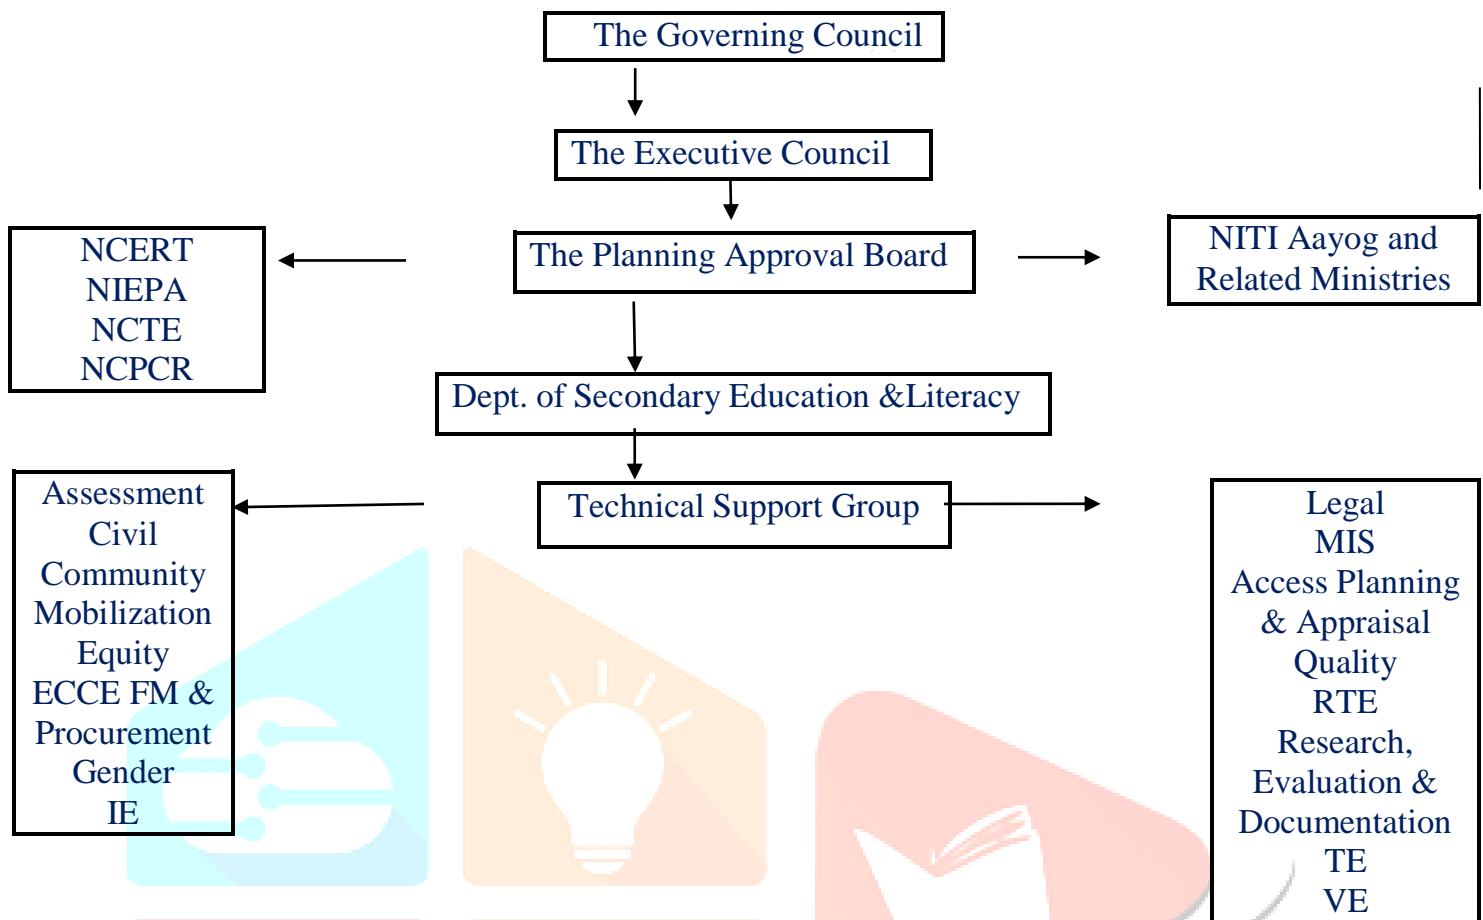 The Governing Council
The Executive Council
NCERT
NIEPA
NCTE
NCPCR
The Planning Approval Board
NITI Aayog and
Related Ministries
Dept. of Secondary Education &Literacy
Assessment
Civil
Community
Mobilization
Equity
ECCE FM &
Procurement
Gender
IE
Technical Support Group
Legal
MIS
Access Planning
& Appraisal
Quality
RTE
Research,
Evaluation &
Documentation
TE
VE